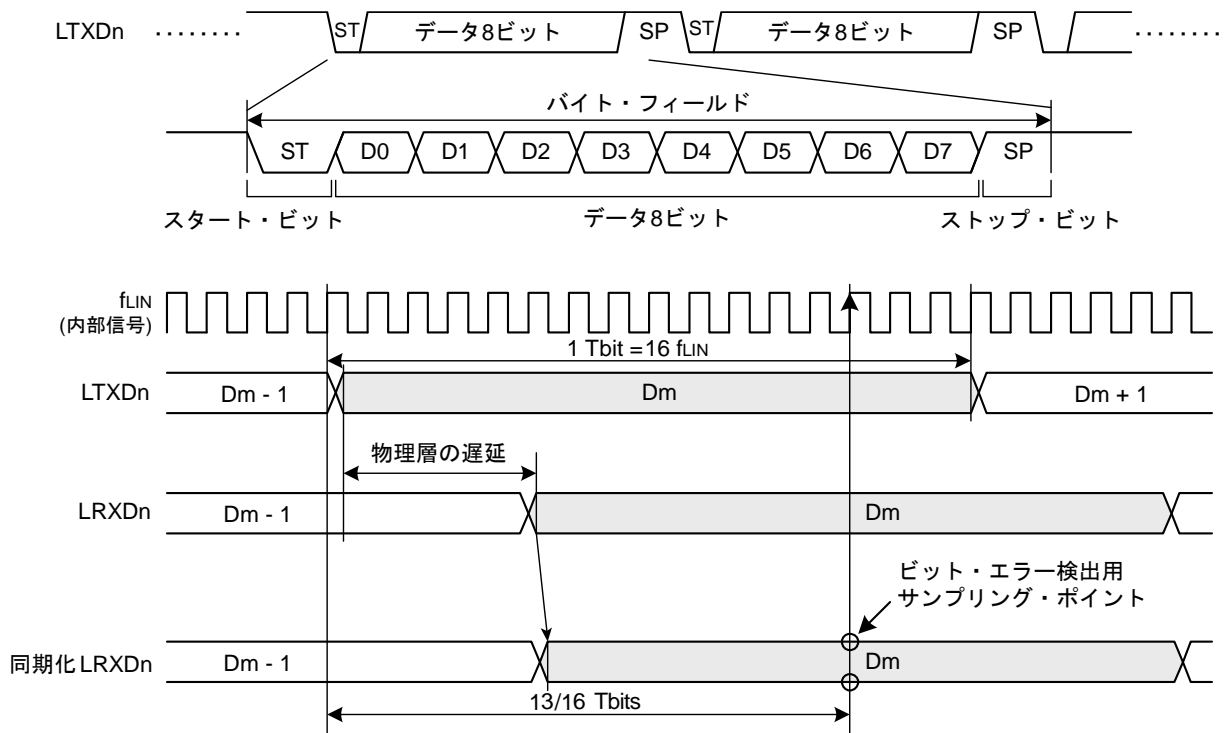 LTXDn ········ ST データ8ビット SP ST データ8ビット SP ········
バイト・フィールド
ST D0 D1 D2 D3 D4 D5 D6 D7 SP
スタート・ビット データ8ビット ストップ・ビット
fLIN
(内部信号)
1 Tbit =16 fLIN
LTXDn Dm - 1 Dm Dm + 1
物理層の遅延
LRXDn Dm - 1 Dm
ビット・エラー検出用
サンプリング・ポイント
同期化LRXDn Dm - 1 Dm
13/16 Tbits